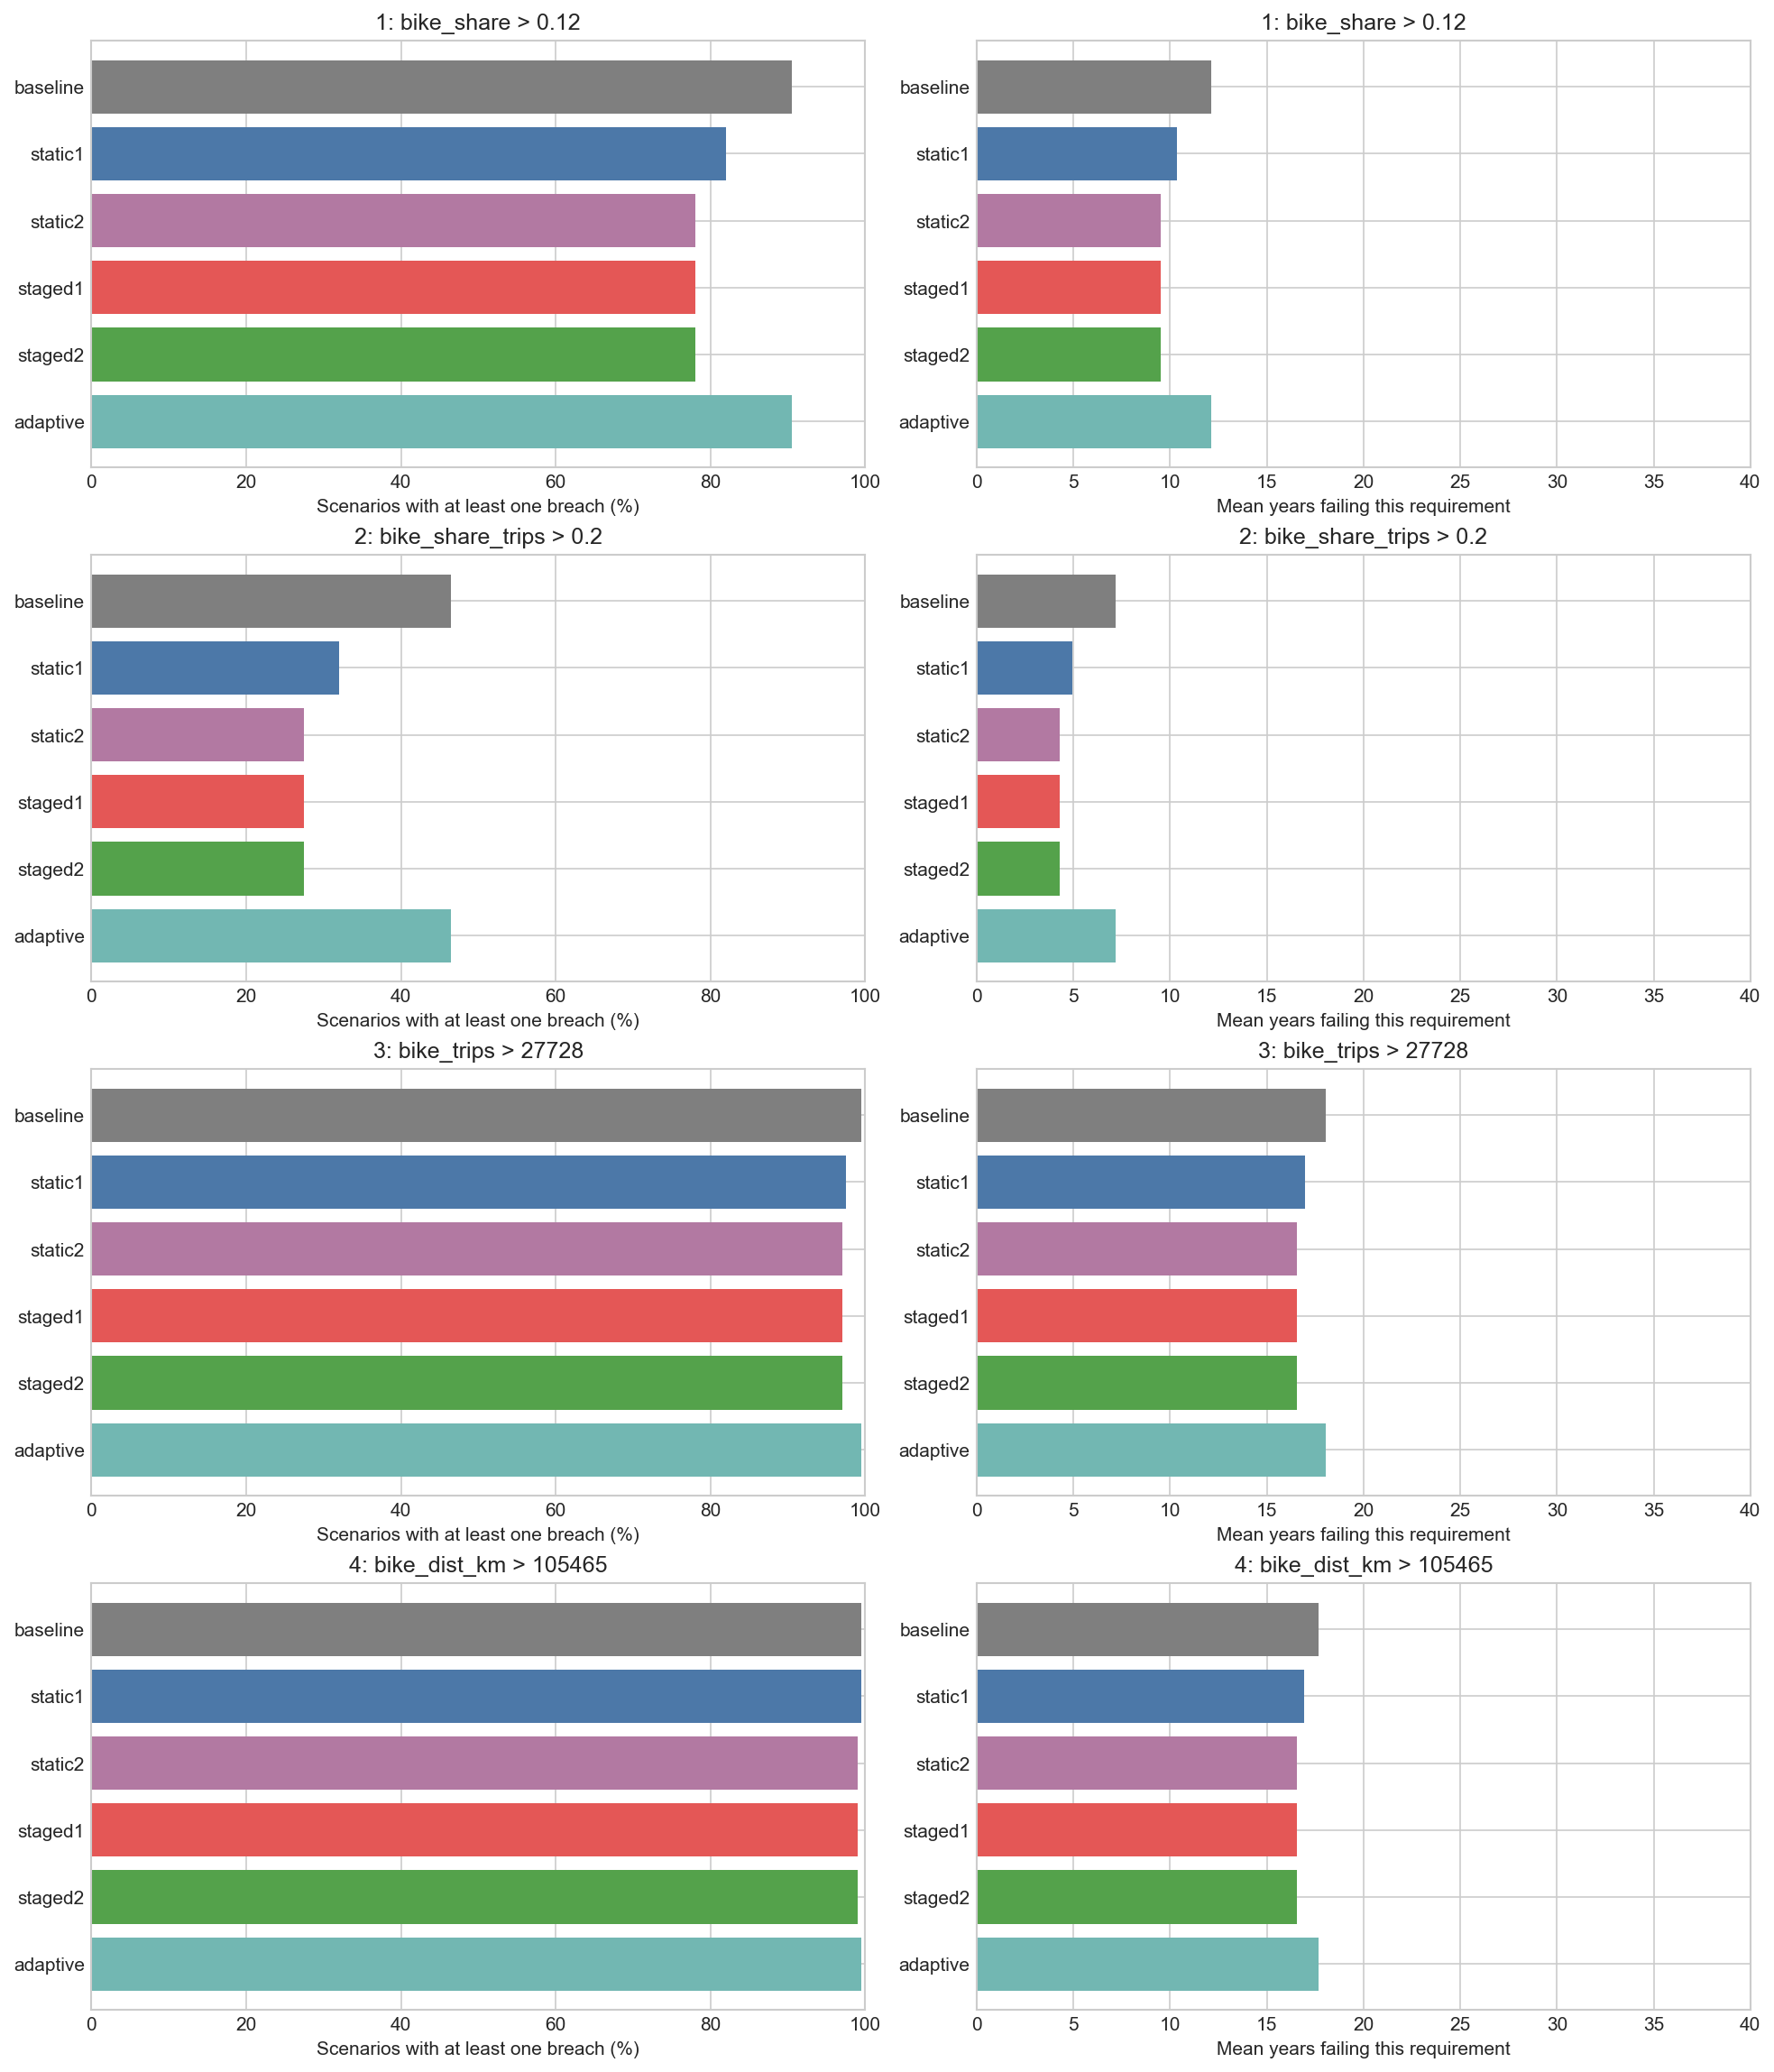 1: bike_share > 0.12
baseline
static1
static2
staged1
staged2
adaptive
0 20 40 60 80 100
Scenarios with at least one breach (%)
1: bike_share > 0.12
baseline
static1
static2
staged1
staged2
adaptive
0 5 10 15 20 25 30 35 40
Mean years failing this requirement
2: bike_share_trips > 0.2
baseline
static1
static2
staged1
staged2
adaptive
0 20 40 60 80 100
Scenarios with at least one breach (%)
2: bike_share_trips > 0.2
baseline
static1
static2
staged1
staged2
adaptive
0 5 10 15 20 25 30 35 40
Mean years failing this requirement
3: bike_trips > 27728
baseline
static1
static2
staged1
staged2
adaptive
0 20 40 60 80 100
Scenarios with at least one breach (%)
3: bike_trips > 27728
baseline
static1
static2
staged1
staged2
adaptive
0 5 10 15 20 25 30 35 40
Mean years failing this requirement
4: bike_dist_km > 105465
baseline
static1
static2
staged1
staged2
adaptive
0 20 40 60 80 100
Scenarios with at least one breach (%)
4: bike_dist_km > 105465
baseline
static1
static2
staged1
staged2
adaptive
0 5 10 15 20 25 30 35 40
Mean years failing this requirement